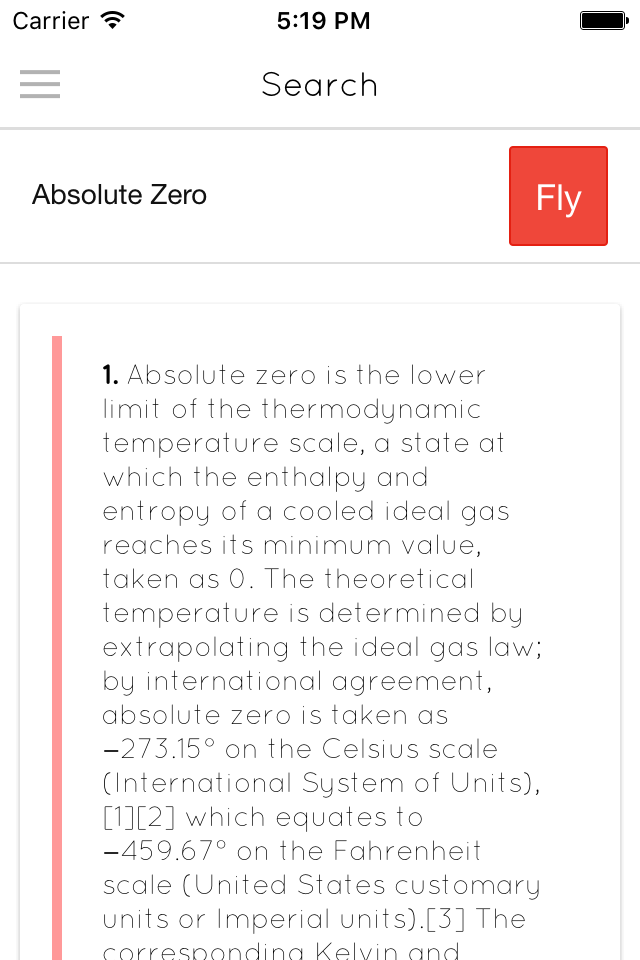 Carrier 5:19 PM
Search
Absolute Zero
Fly
1. Absolute zero is the lower
limit of the thermodynamic
temperature scale, a state at
which the enthalpy and
entropy of a cooled ideal gas
reaches its minimum value,
taken as 0. The theoretical
temperature is determined by
extrapolating the ideal gas law;
by international agreement,
absolute zero is taken as
−273.15° on the Celsius scale
(International System of Units),
[1][2] which equates to
−459.67° on the Fahrenheit
scale (United States customary
units or Imperial units).[3] The
corresponding Kelvin and